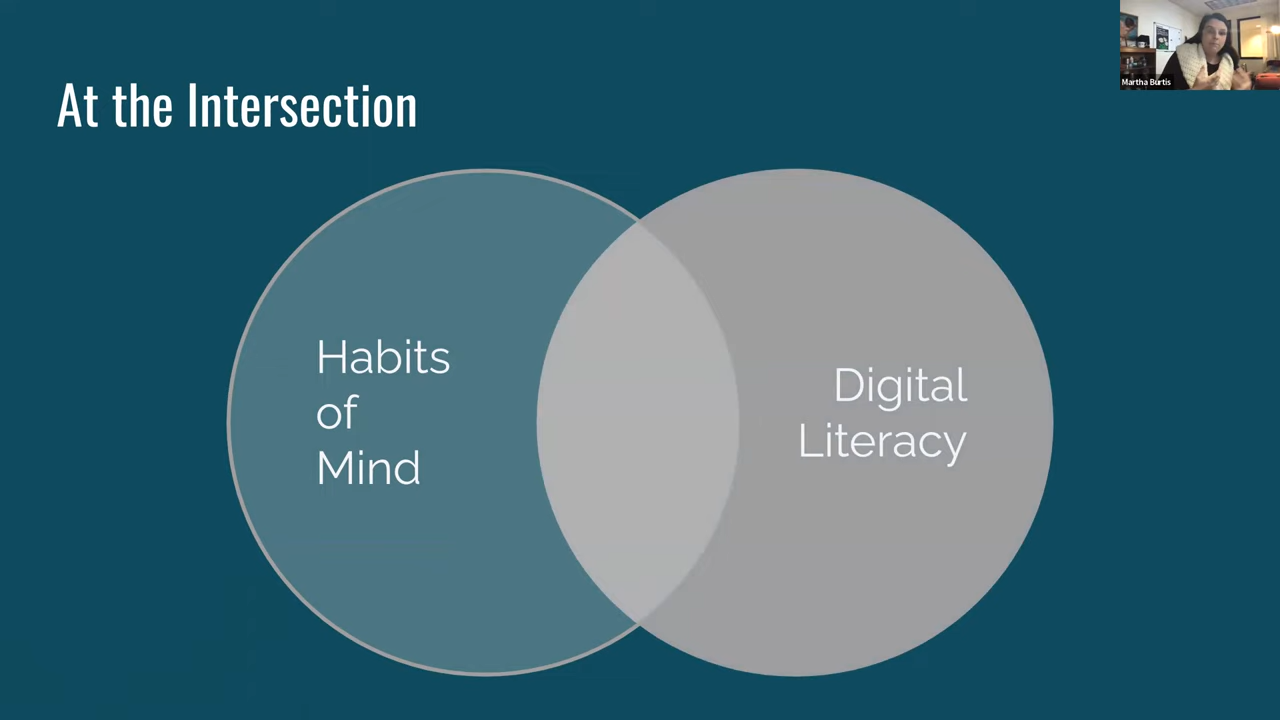 At the Intersection
Martha Burtis
Habits
of
Mind
Digital
Literacy